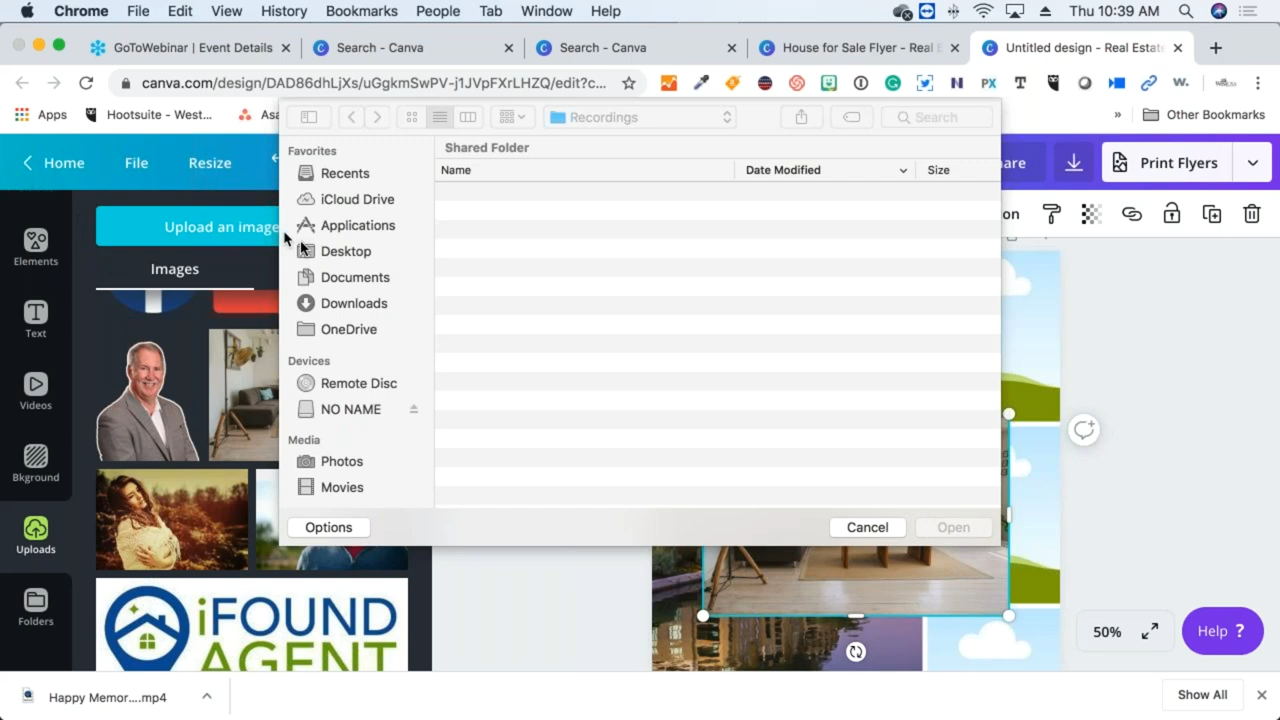 Chrome File Edit View History Bookmarks People Tab Window Help Thu 10:39 AM
GoToWebinar | Event Details Search - Canva Search - Canva House for Sale Flyer - Real E Untitled design - Real Estate
canva.com/design/DAD86dhLjXs/uGgkmSwPV-j1JVpFXrLHZQ/edit?c...
Apps Hootsuite - West... Asa » Other Bookmarks
Recordings Search
Home File Resize are Print Flyers
Shared Folder
Name Date Modified Size
Favorites
Recents
iCloud Drive
Applications
Desktop
Documents
Downloads
OneDrive
Devices
Remote Disc
NO NAME
Media
Photos
Movies
Options Cancel Open
on
Upload an image
Images
Elements
Text
Videos
Bkground
Uploads
Folders
iFOUND
AGENT
50% Help ?
Happy Memor....mp4 Show All